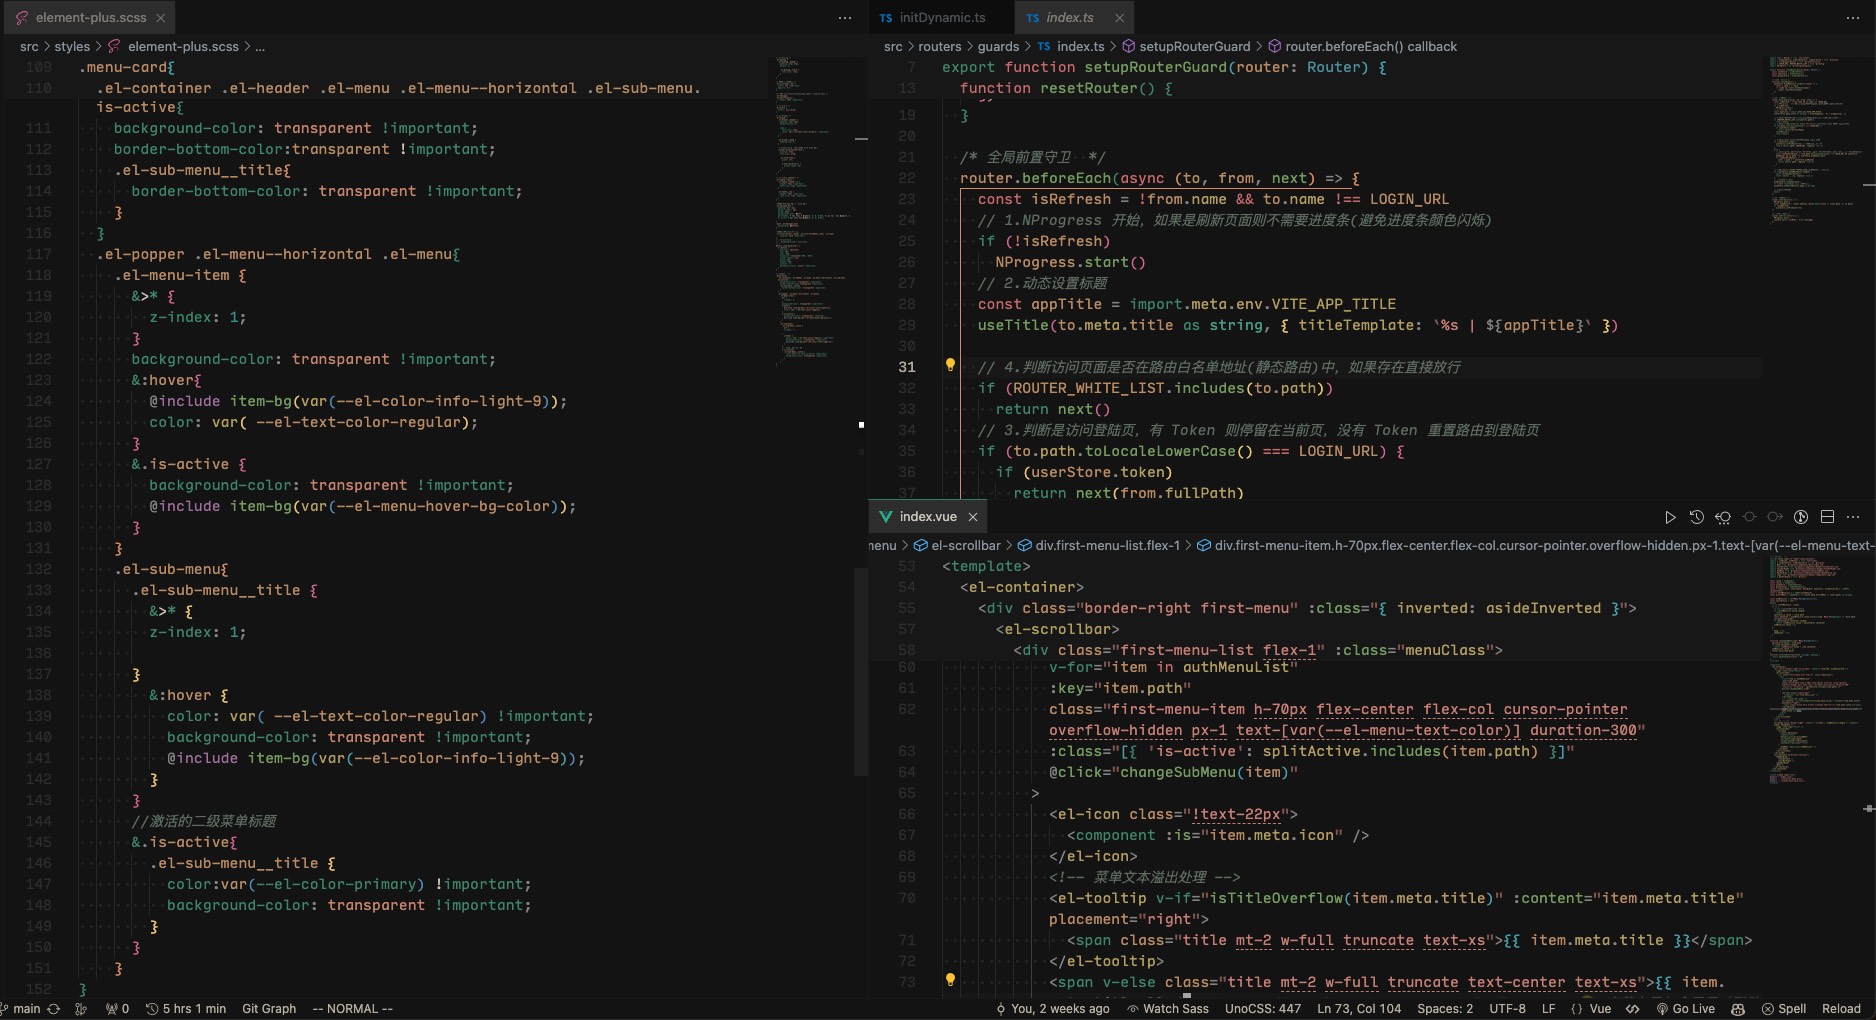 element-plus.scss
src > styles > element-plus.scss > ...
109 .menu-card{
110 .el-container .el-header .el-menu .el-menu--horizontal .el-sub-menu.
is-active{
111 background-color: transparent !important;
112 border-bottom-color:transparent !important;
113 .el-sub-menu__title{
114 border-bottom-color: transparent !important;
115 }
116 }
117 .el-popper .el-menu--horizontal .el-menu{
118 .el-menu-item {
119 &>* {
120 z-index: 1;
121 }
122 background-color: transparent !important;
123 &:hover{
124 @include item-bg(var(--el-color-info-light-9));
125 color: var( --el-text-color-regular);
126 }
127 &.is-active {
128 background-color: transparent !important;
129 @include item-bg(var(--el-menu-hover-bg-color));
130 }
131 }
132 .el-sub-menu{
133 .el-sub-menu__title {
134 &>* {
135 z-index: 1;
136
137 }
138 &:hover {
139 color: var( --el-text-color-regular) !important;
140 background-color: transparent !important;
141 @include item-bg(var(--el-color-info-light-9));
142 }
143 }
144 //激活的二级菜单标题
145 &.is-active{
146 .el-sub-menu__title {
147 color:var(--el-color-primary) !important;
148 background-color: transparent !important;
149 }
150 }
151 }
152 }
TS initDynamic.ts TS index.ts
src > routers > guards > TS index.ts > setupRouterGuard > router.beforeEach() callback
7 export function setupRouterGuard(router: Router) {
13 function resetRouter() {
19 }
20
21 /* 全局前置守卫 */
22 router.beforeEach(async (to, from, next) => {
23 const isRefresh = !from.name && to.name !== LOGIN_URL
24 // 1.NProgress 开始，如果是刷新页面则不需要进度条(避免进度条颜色闪烁)
25 if (!isRefresh)
26 NProgress.start()
27 // 2.动态设置标题
28 const appTitle = import.meta.env.VITE_APP_TITLE
29 useTitle(to.meta.title as string, { titleTemplate: `%s | ${appTitle}` })
30
31 // 4.判断访问页面是否在路由白名单地址(静态路由)中，如果存在直接放行
32 if (ROUTER_WHITE_LIST.includes(to.path))
33 return next()
34 // 3.判断是访问登陆页，有 Token 则停留在当前页，没有 Token 重置路由到登陆页
35 if (to.path.toLocaleLowerCase() === LOGIN_URL) {
36 if (userStore.token)
37 return next(from.fullPath)
index.vue
nenu > el-scrollbar > div.first-menu-list.flex-1 > div.first-menu-item.h-70px.flex-center.flex-col.cursor-pointer.overflow-hidden.px-1.text-[var(--el-menu-text-
53 <template>
54 <el-container>
55 <div class="border-right first-menu" :class="{ inverted: asideInverted }">
57 <el-scrollbar>
58 <div class="first-menu-list flex-1" :class="menuClass">
60 v-for="item in authMenuList"
61 :key="item.path"
62 class="first-menu-item h-70px flex-center flex-col cursor-pointer
overflow-hidden px-1 text-[var(--el-menu-text-color)] duration-300"
63 :class="[{ 'is-active': splitActive.includes(item.path) }]"
64 @click="changeSubMenu(item)"
65 >
66 <el-icon class="!text-22px">
67 <component :is="item.meta.icon" />
68 </el-icon>
69 <!-- 菜单文本溢出处理 -->
70 <el-tooltip v-if="isTitleOverflow(item.meta.title)" :content="item.meta.title"
placement="right">
71 <span class="title mt-2 w-full truncate text-xs">{{ item.meta.title }}</span>
72 </el-tooltip>
73 <span v-else class="title mt-2 w-full truncate text-center text-xs">{{ item.
main 0 5 hrs 1 min Git Graph -- NORMAL -- You, 2 weeks ago Watch Sass UnoCSS: 447 Ln 73, Col 104 Spaces: 2 UTF-8 LF {} Vue Go Live Spell Reload